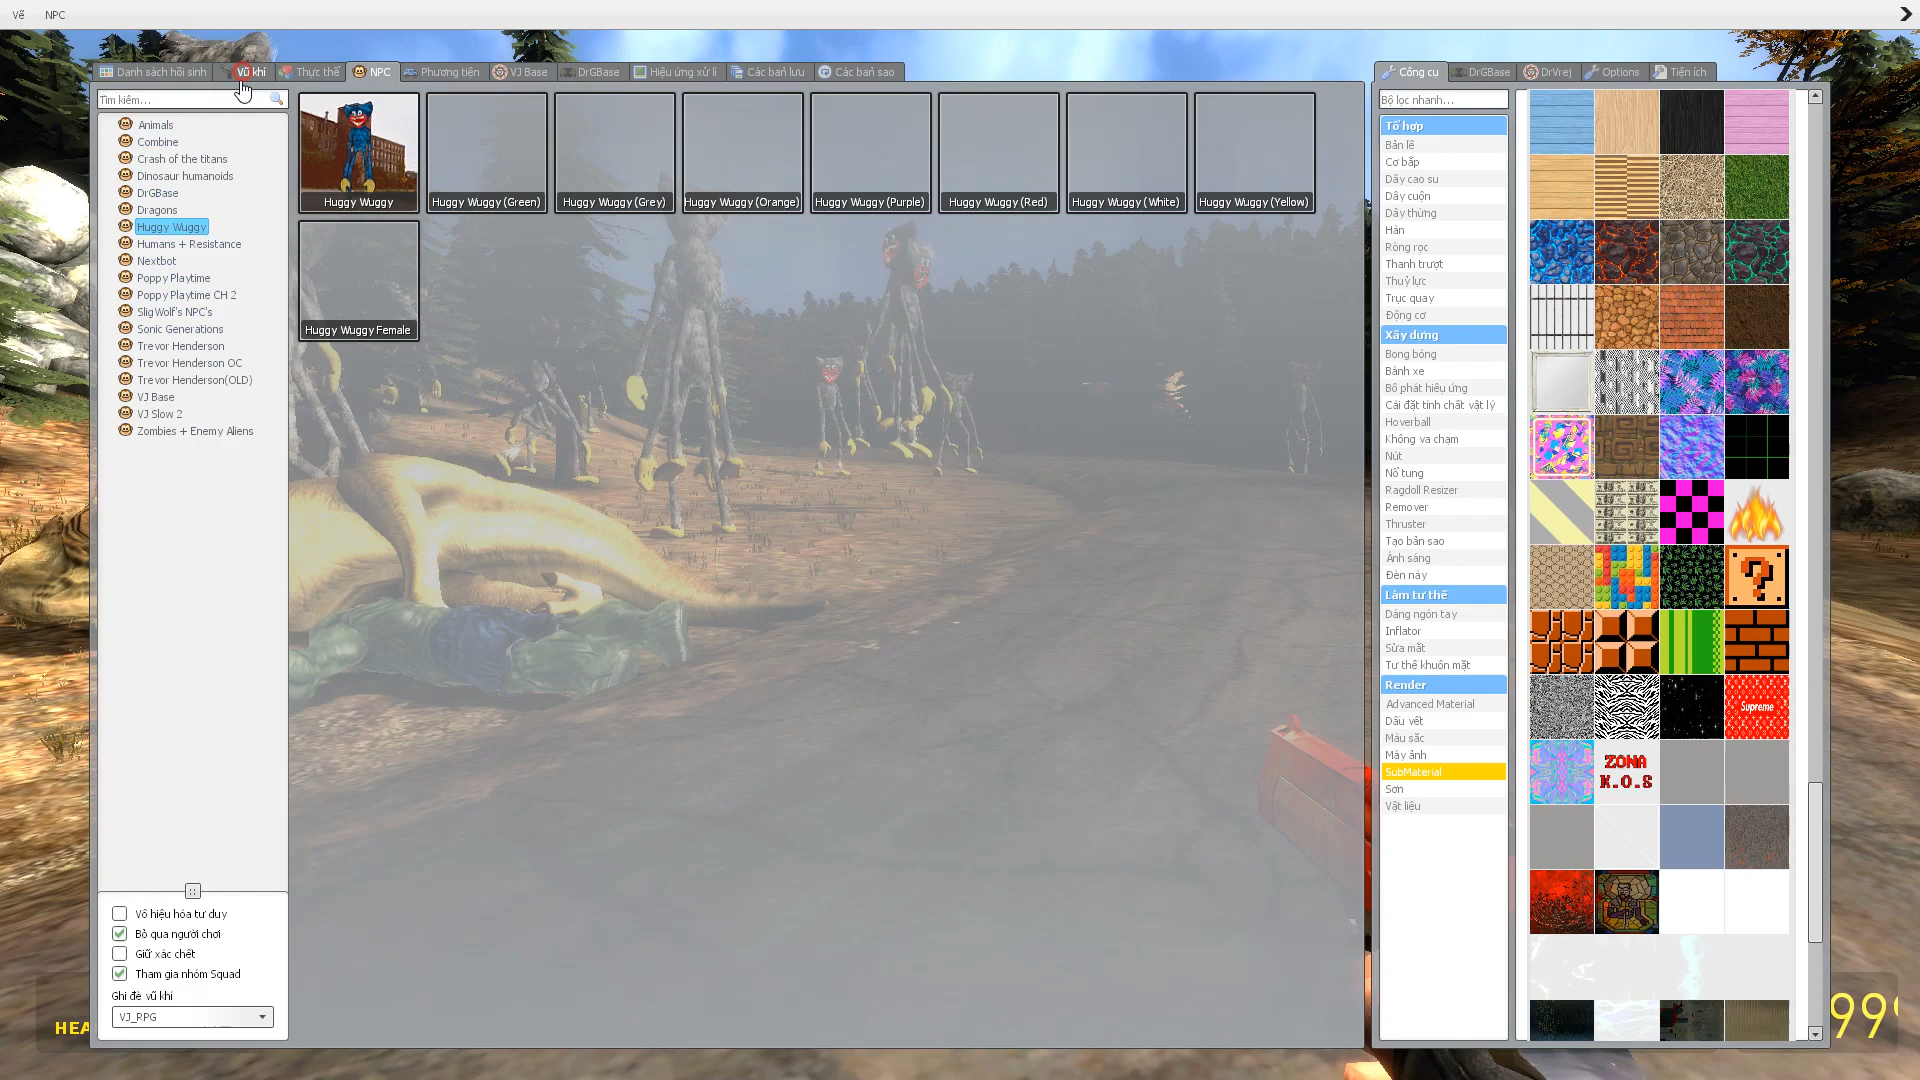 Vẽ NPC
Danh sách hồi sinh
Vũ khí
Thực thể
NPC
Phương tiện
VJ Base
DrGBase
Hiệu ứng xử lí
Các bản lưu
Các bản sao
Công cụ
DrGBase
DrVrej
Options
Tiện ích
Tìm kiếm...
Animals
Combine
Crash of the titans
Dinosaur humanoids
DrGBase
Dragons
Huggy Wuggy
Humans + Resistance
Nextbot
Poppy Playtime
Poppy Playtime CH 2
SligWolf's NPC's
Sonic Generations
Trevor Henderson
Trevor Henderson OC
Trevor Henderson(OLD)
VJ Base
VJ Slow 2
Zombies + Enemy Aliens
Vô hiệu hóa tư duy
Bỏ qua người chơi
Giữ xác chết
Tham gia nhóm Squad
Ghi đè vũ khí
VJ_RPG
Huggy Wuggy
Huggy Wuggy (Green)
Huggy Wuggy (Grey)
Huggy Wuggy (Orange)
Huggy Wuggy (Purple)
Huggy Wuggy (Red)
Huggy Wuggy (White)
Huggy Wuggy (Yellow)
Huggy Wuggy Female
Bộ lọc nhanh...
Tổ hợp
Bản lề
Cơ bắp
Dây cao su
Dây cuộn
Dây thừng
Hàn
Ròng rọc
Thanh trượt
Thuỷ lực
Trục quay
Động cơ
Xây dựng
Bong bóng
Bánh xe
Bộ phát hiệu ứng
Cài đặt tính chất vật lý
Hoverball
Không va chạm
Nút
Nổ tung
Ragdoll Resizer
Remover
Thruster
Tạo bản sao
Ánh sáng
Đèn này
Làm tư thế
Dáng ngón tay
Inflator
Sửa mắt
Tư thế khuôn mặt
Render
Advanced Material
Dấu vết
Màu sắc
Máy ảnh
SubMaterial
Sơn
Vật liệu
Supreme
ZONA
K.O.S
HEA
999